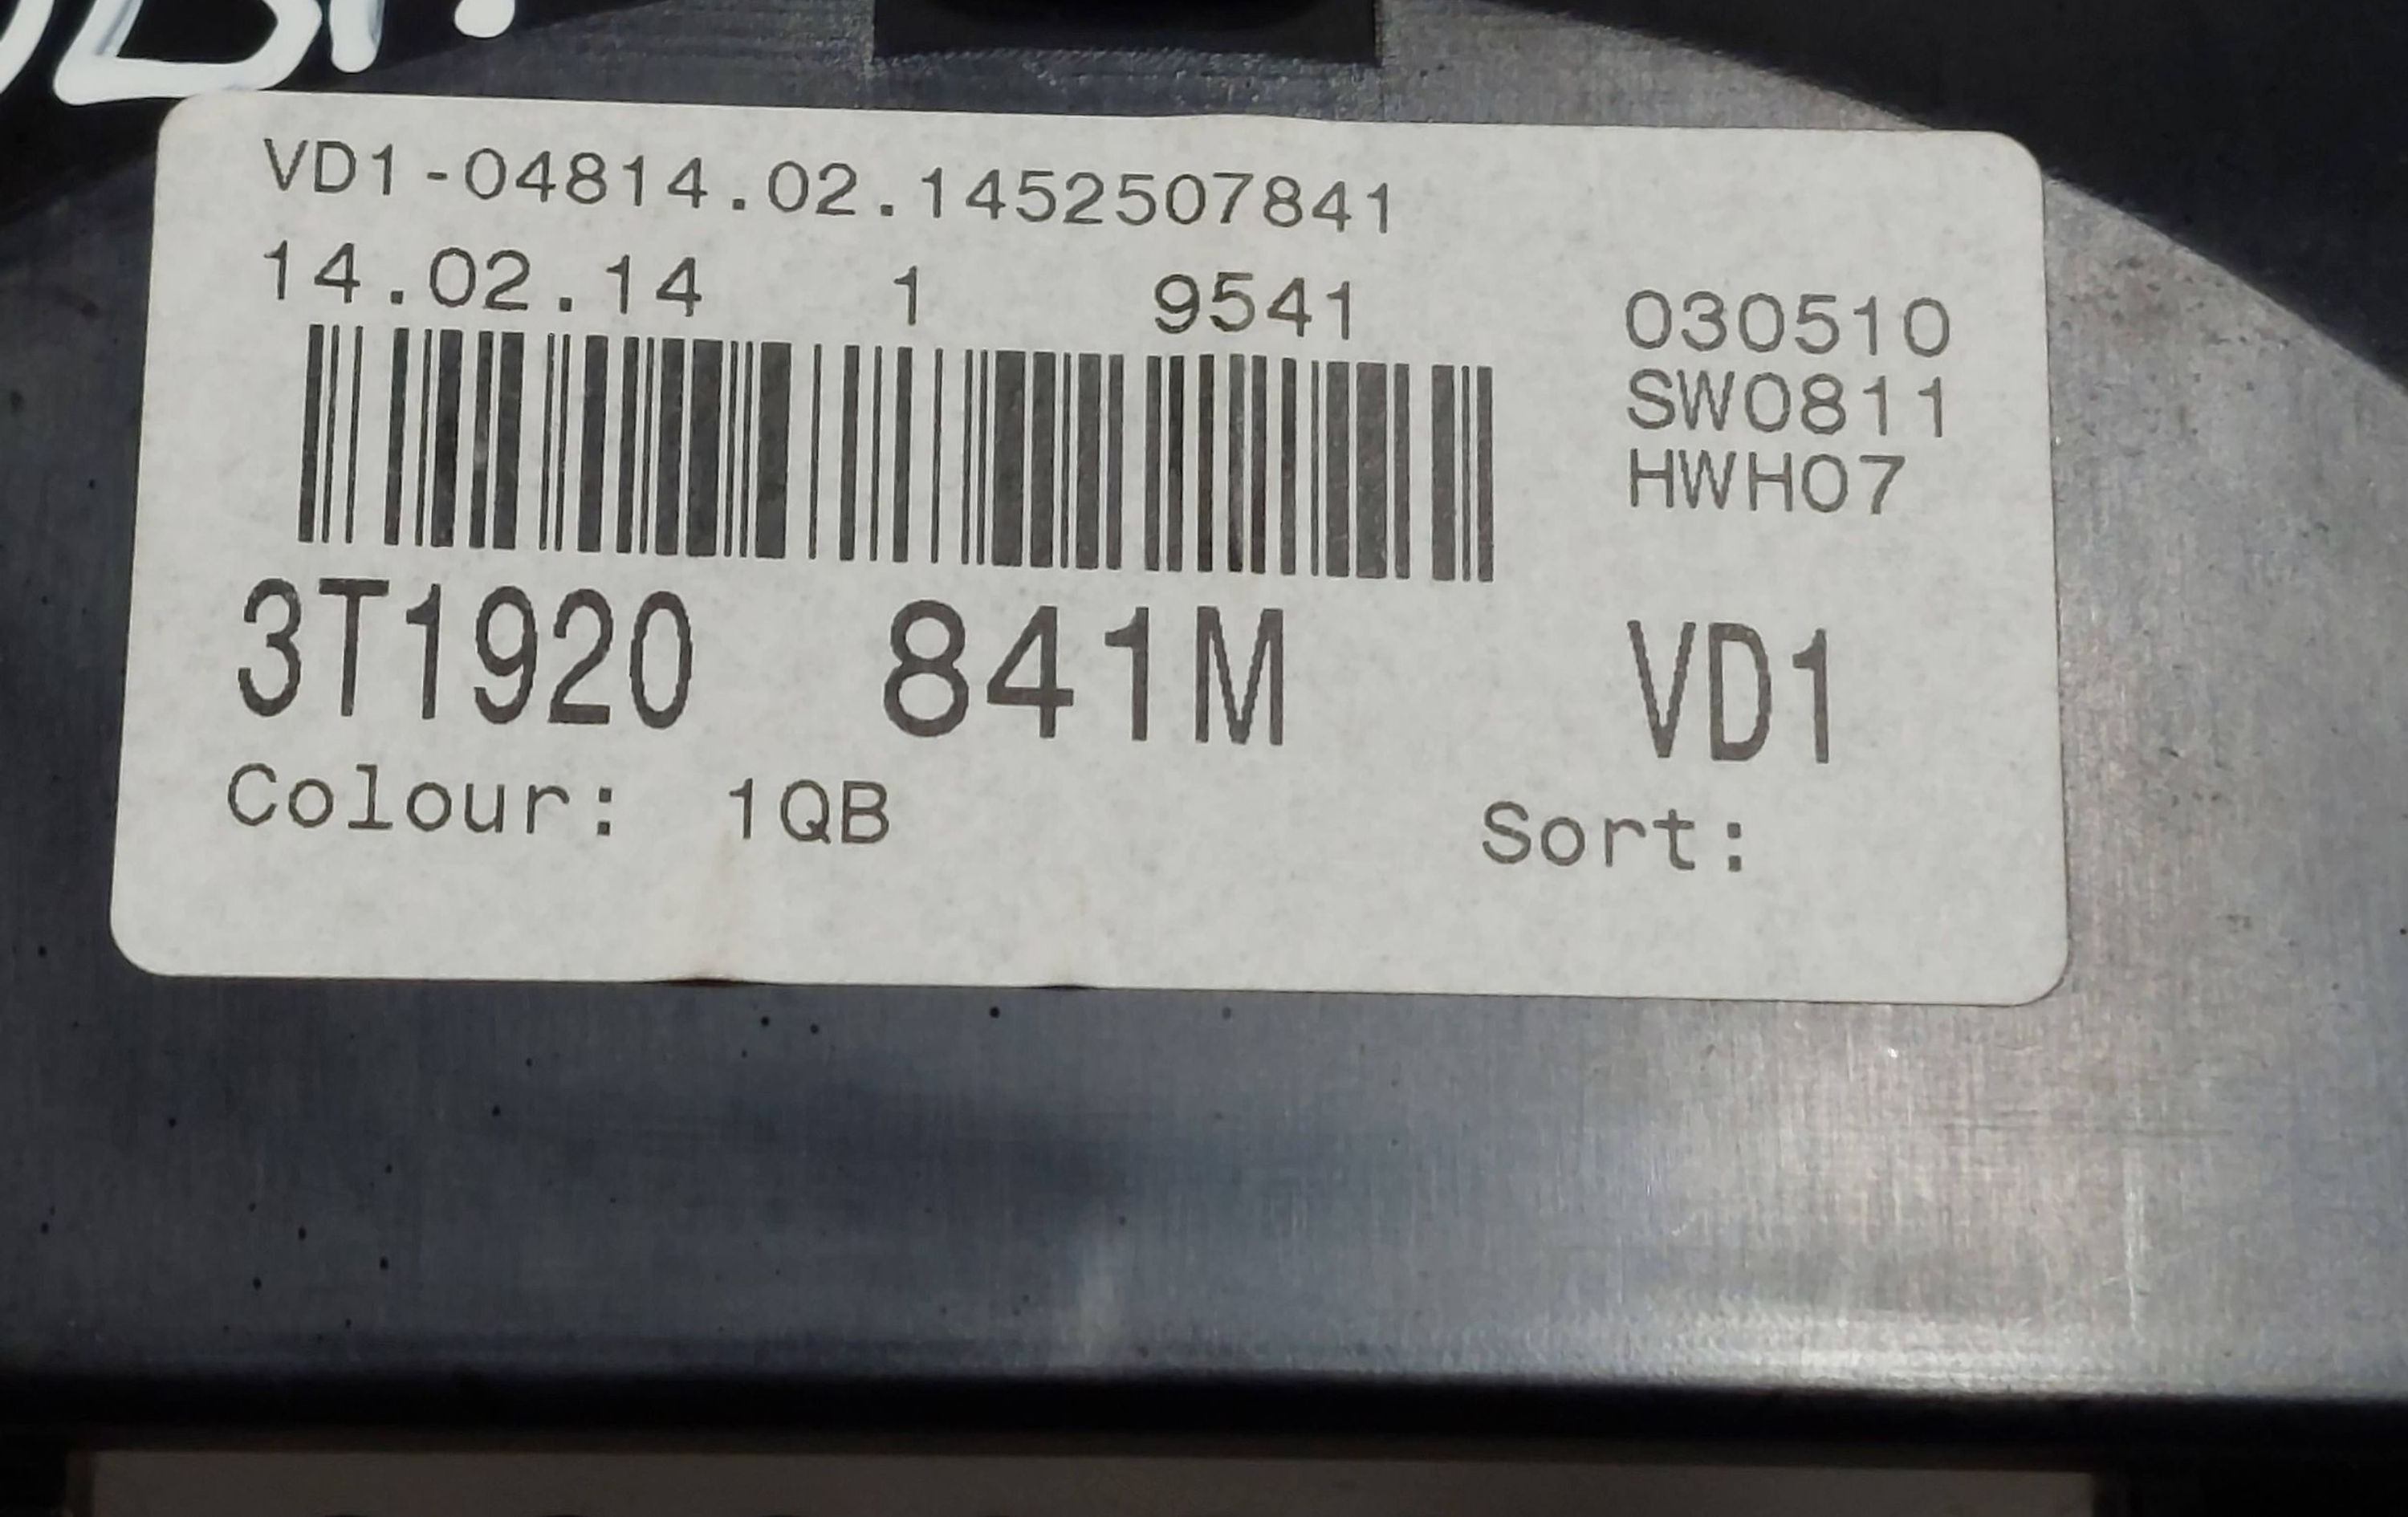 VD1-04814.02.1452507841
14.02.14 1 9541
030510
SW0811
HWH07
3T1920 841M VD1
Colour: 1QB Sort: